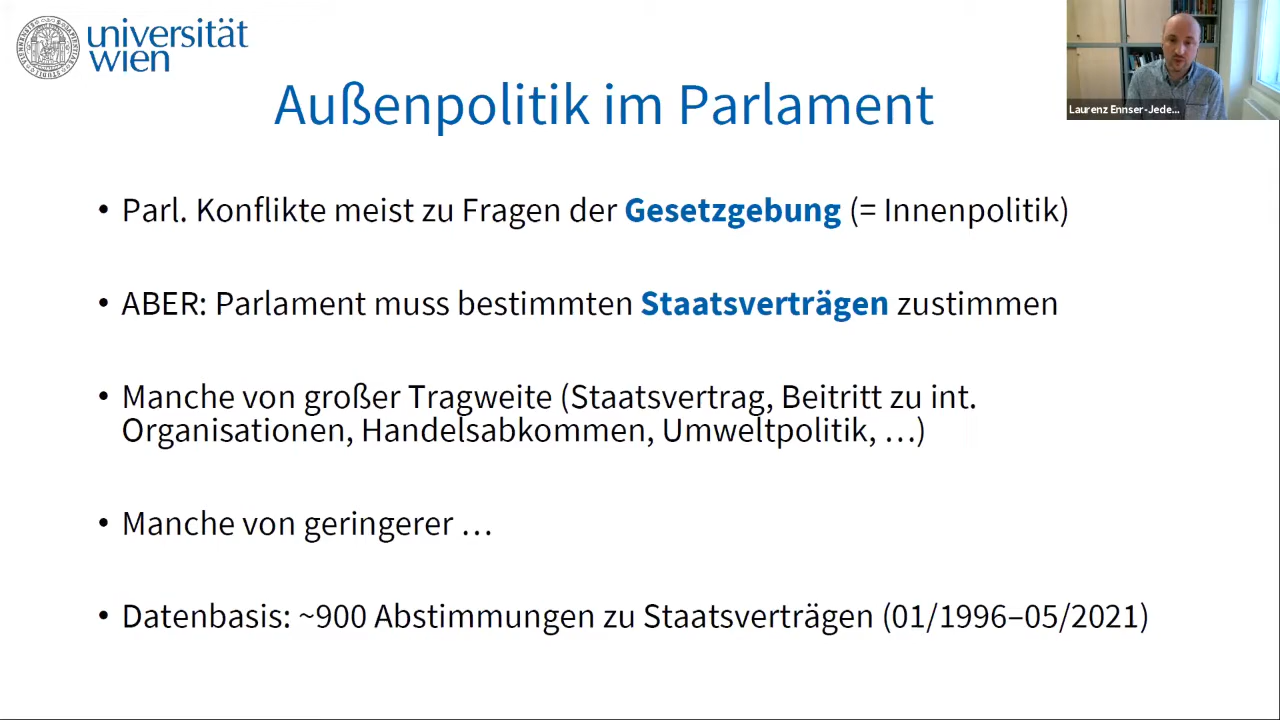 universität
wien
Laurenz Ennser-Jede...
Außenpolitik im Parlament
• Parl. Konflikte meist zu Fragen der Gesetzgebung (= Innenpolitik)
• ABER: Parlament muss bestimmten Staatsverträgen zustimmen
• Manche von großer Tragweite (Staatsvertrag, Beitritt zu int.
Organisationen, Handelsabkommen, Umweltpolitik, …)
• Manche von geringerer …
• Datenbasis: ~900 Abstimmungen zu Staatsverträgen (01/1996–05/2021)